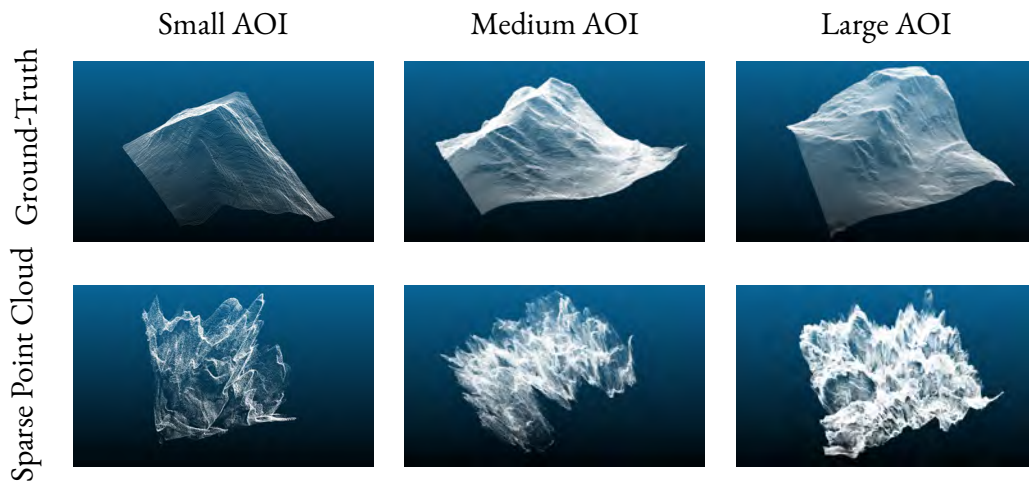 Small AOI
Medium AOI
Large AOI
Ground-Truth
Sparse Point Cloud